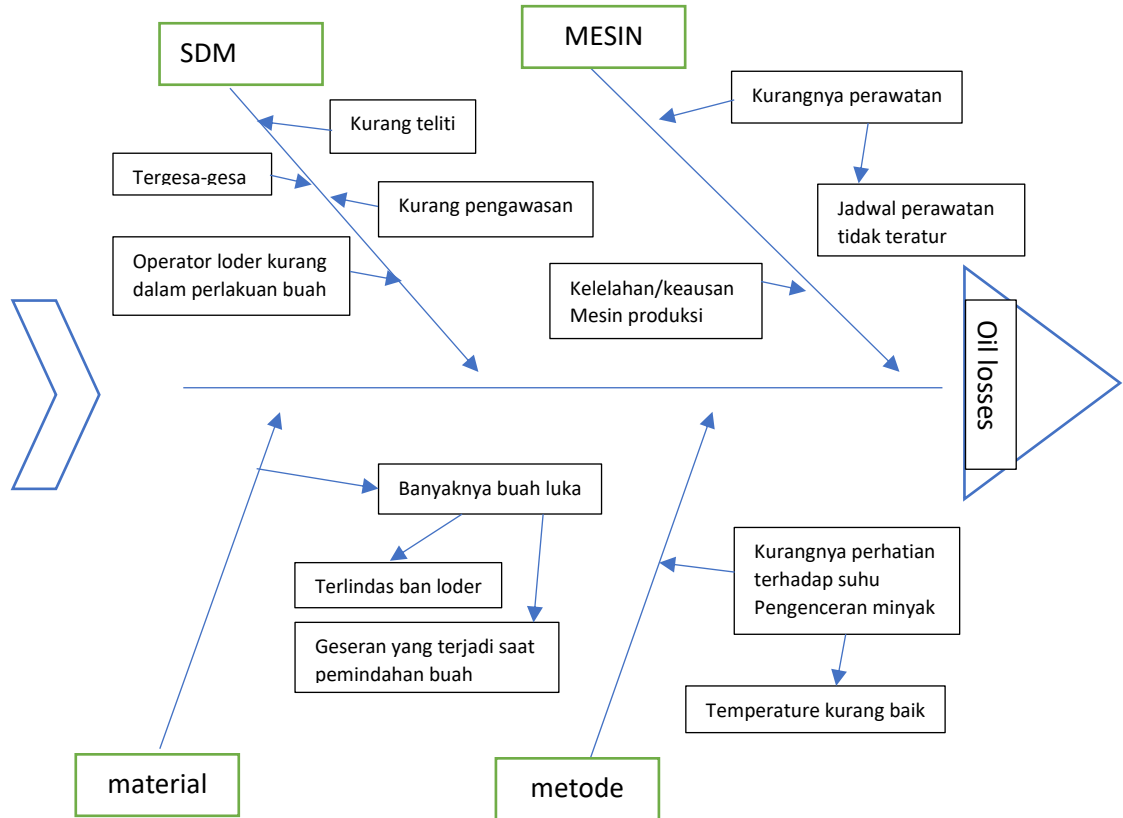 SDM
MESIN
Kurangnya perawatan
Kurang teliti
Tergesa-gesa
Kurang pengawasan
Jadwal perawatan
tidak teratur
Operator loder kurang
dalam perlakuan buah
Kelelahan/keausan
Mesin produksi
Oil losses
Banyaknya buah luka
Kurangnya perhatian
terhadap suhu
Pengenceran minyak
Terlindas ban loder
Geseran yang terjadi saat
pemindahan buah
Temperature kurang baik
material
metode